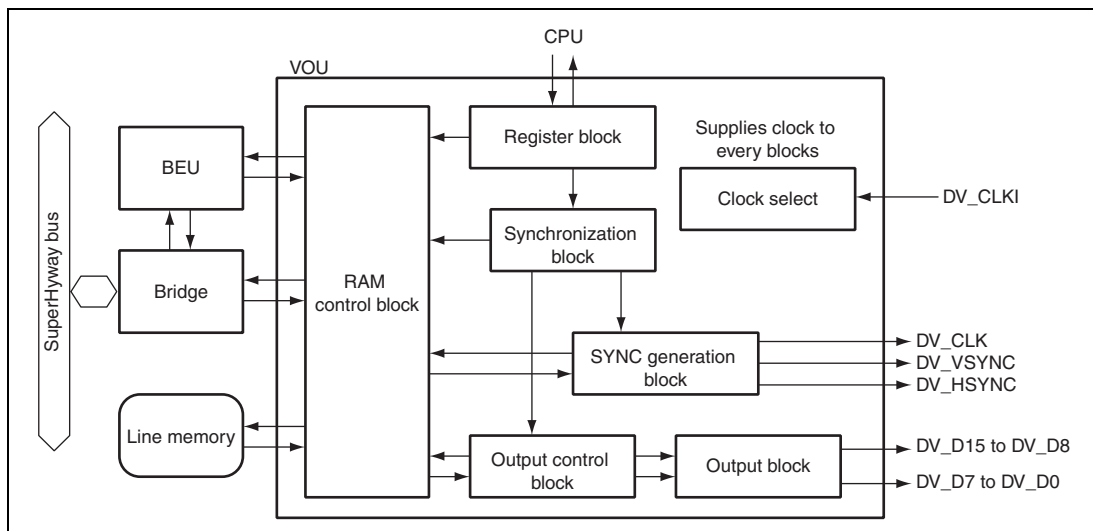 CPU
VOU
Register block
Supplies clock to
every blocks
Clock select
DV_CLKI
BEU
SuperHyway bus
Synchronization
block
Bridge
RAM
control block
SYNC generation
block
DV_CLK
DV_VSYNC
DV_HSYNC
Line memory
Output control
block
Output block
DV_D15 to DV_D8
DV_D7 to DV_D0